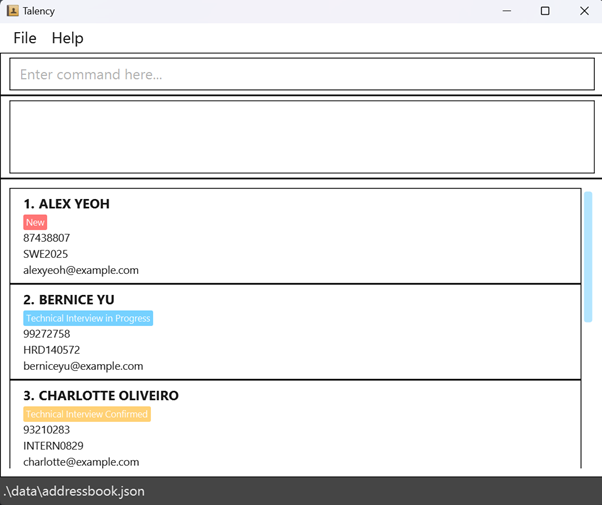 Talency
File Help
Enter command here...
1. ALEX YEOH
New
87438807
SWE2025
alexyeoh@example.com
2. BERNICE YU
Technical Interview in Progress
99272758
HRD140572
berniceyu@example.com
3. CHARLOTTE OLIVEIRO
Technical Interview Confirmed
93210283
INTERN0829
charlotte@example.com
.\data\addressbook.json